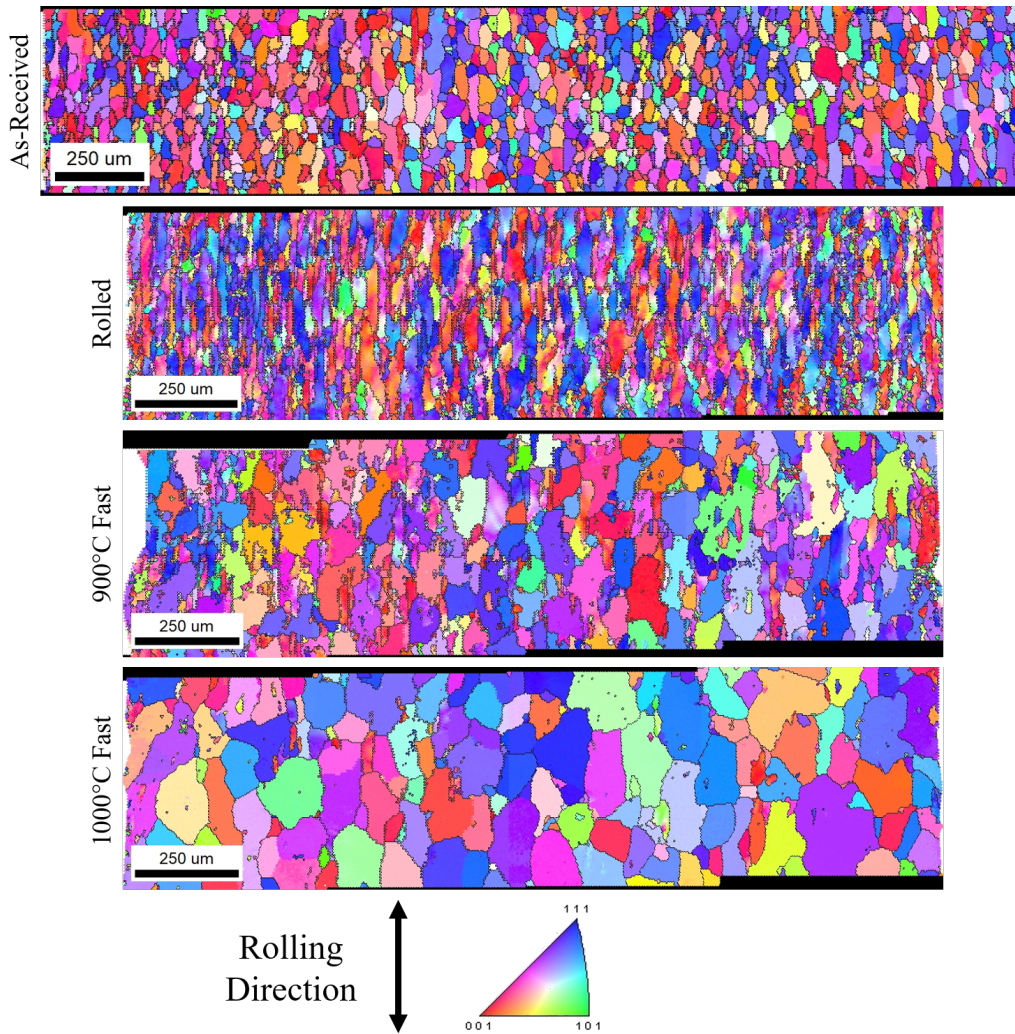 As-Received
250 um
Rolled
250 um
900°C Fast
250 um
1000°C Fast
250 um
Rolling
Direction
1 1 1
0 0 1
1 0 1